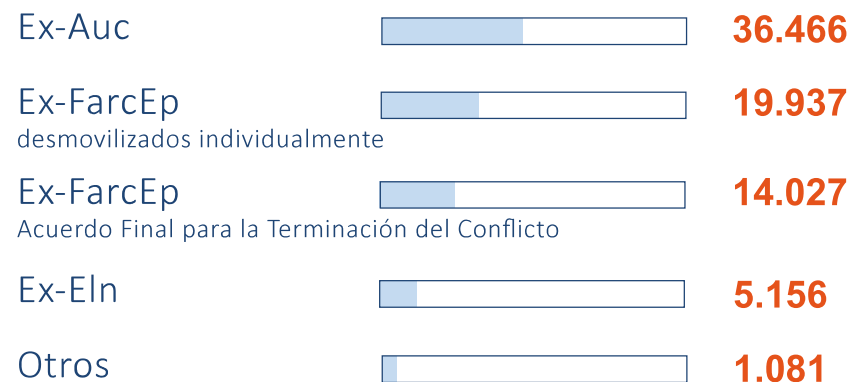 Ex-Auc 36.466
Ex-FarcEp 19.937
desmovilizados individualmente
Ex-FarcEp 14.027
Acuerdo Final para la Terminación del Conflicto
Ex-Eln 5.156
Otros 1.081